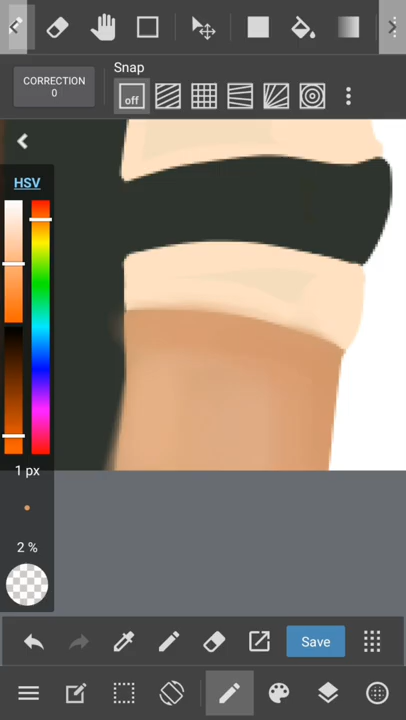 CORRECTION
0
Snap
off
HSV
1 px
2 %
Save